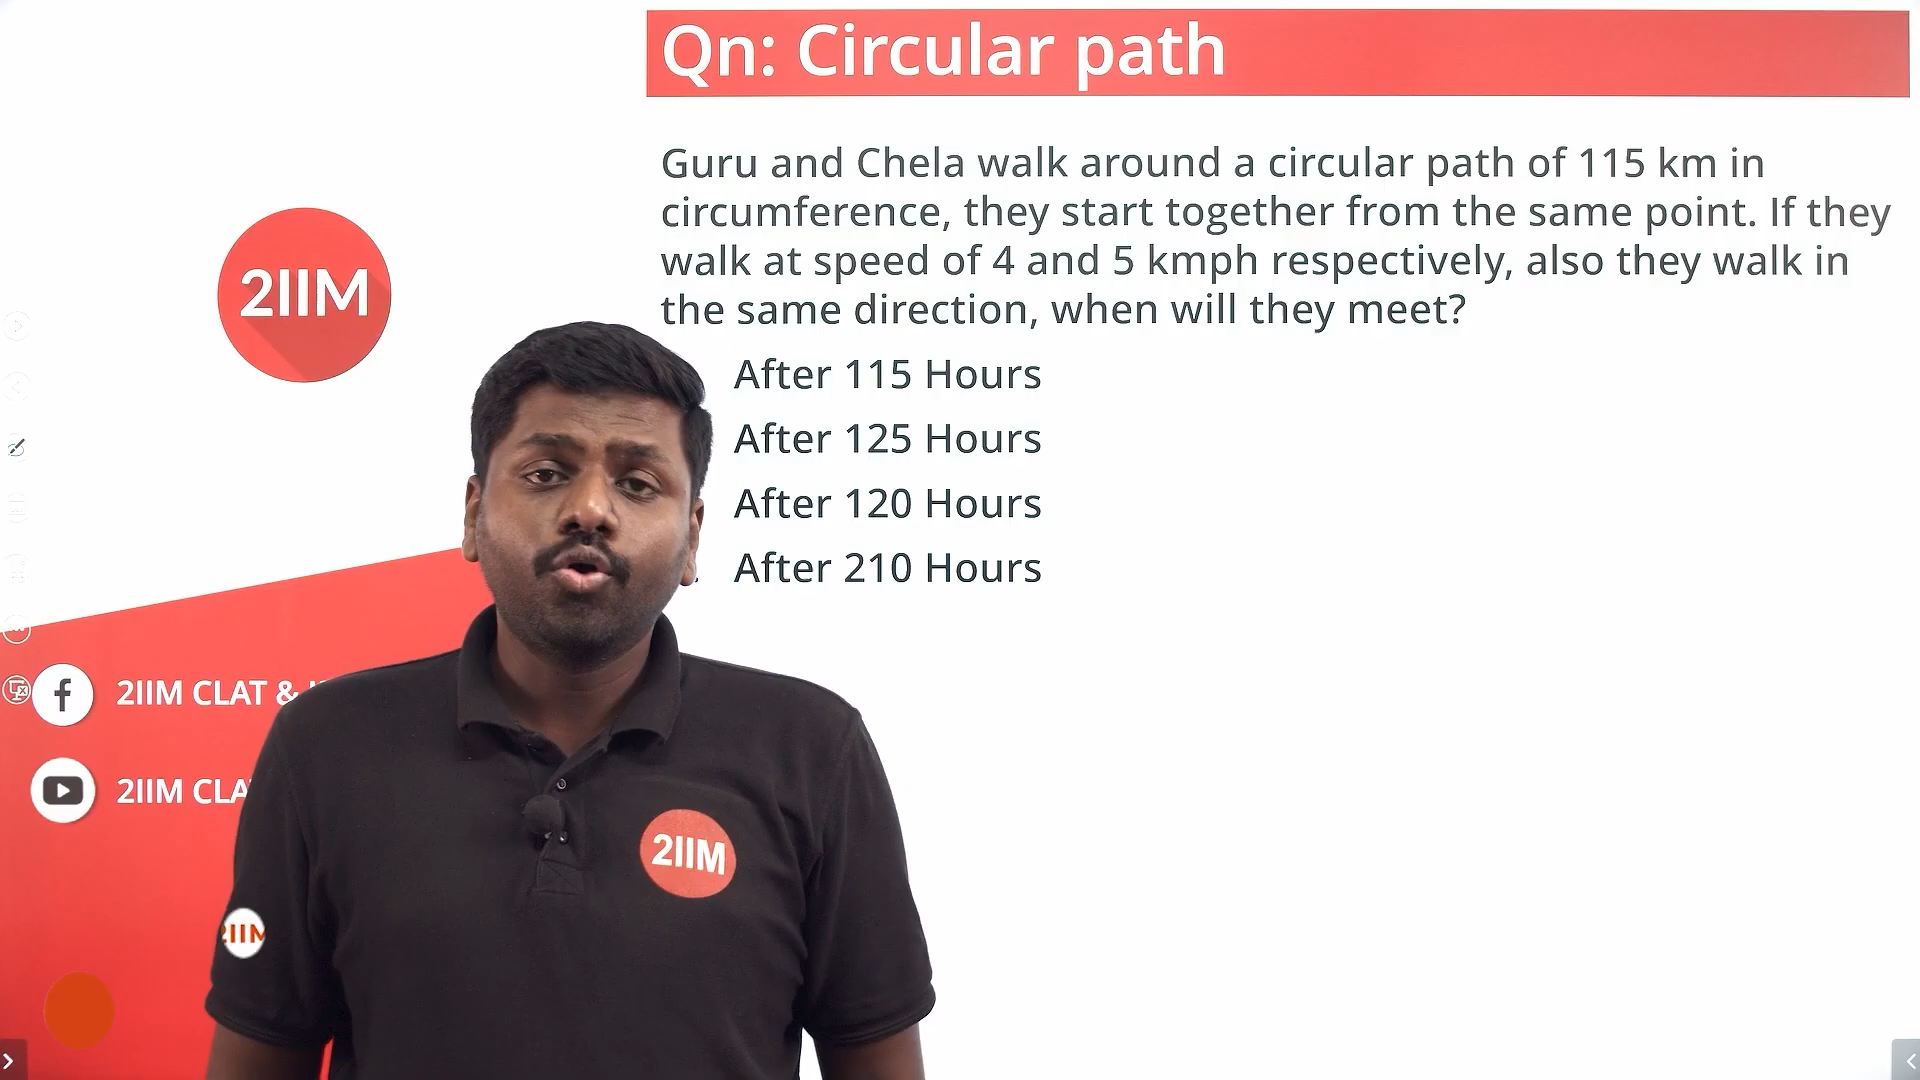 Qn: Circular path
Guru and Chela walk around a circular path of 115 km in
circumference, they start together from the same point. If they
walk at speed of 4 and 5 kmph respectively, also they walk in
the same direction, when will they meet?
After 115 Hours
After 125 Hours
After 120 Hours
After 210 Hours
2IIM
2IIM CLAT &
2IIM
2IIM